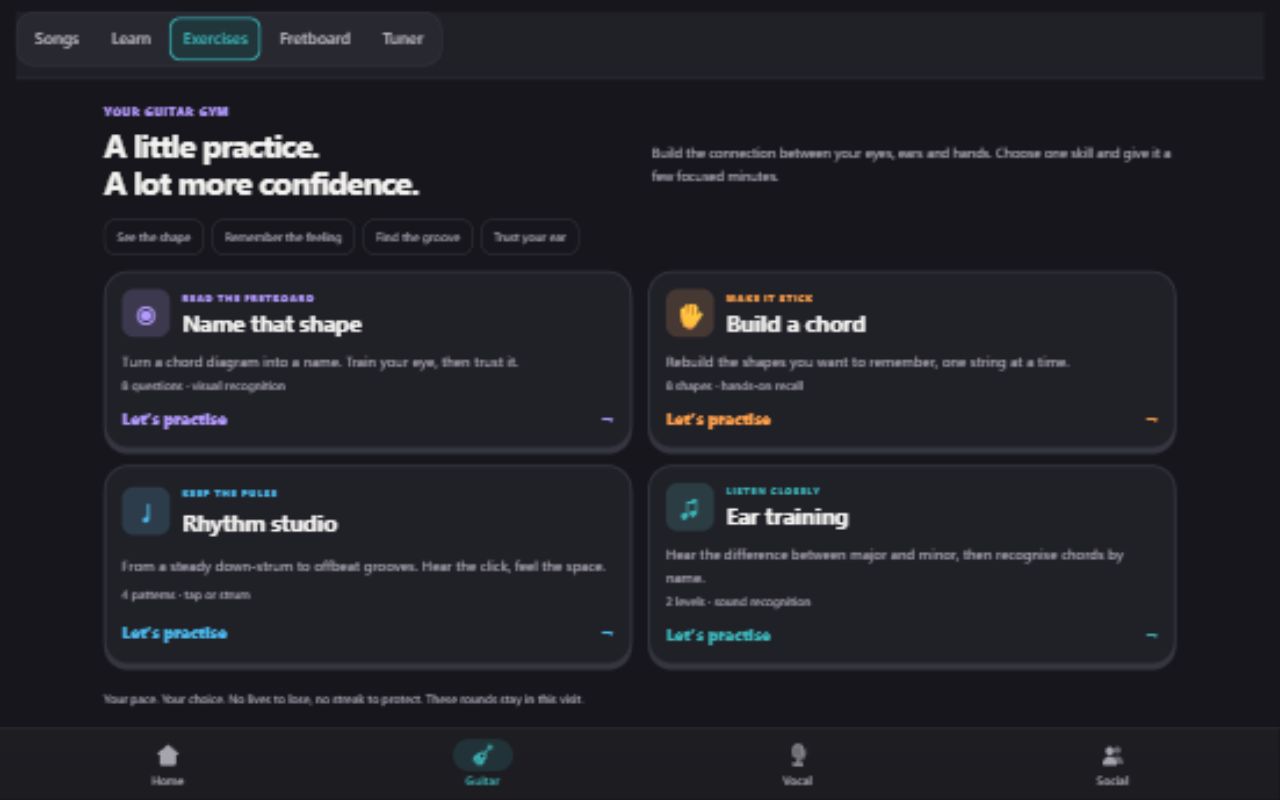 Songs Learn Exercises Fretboard Tuner
YOUR GUITAR GYM
A little practice.
A lot more confidence.
Build the connection between your eyes, ears and hands. Choose one skill and give it a
few focused minutes.
See the shape Remember the feeling Find the groove Trust your ear
READ THE FRETBOARD
Name that shape
Turn a chord diagram into a name. Train your eye, then trust it.
8 questions · visual recognition
Let's practise
MAKE IT STICK
Build a chord
Rebuild the shapes you want to remember, one string at a time.
8 shapes · hands-on recall
Let's practise
KEEP THE PULSE
Rhythm studio
From a steady down-strum to offbeat grooves. Hear the click, feel the space.
4 patterns · tap or strum
Let's practise
LISTEN CLOSELY
Ear training
Hear the difference between major and minor, then recognise chords by
name.
2 levels · sound recognition
Let's practise
Your pace. Your choice. No lives to lose, no streak to protect. These rounds stay in this visit.
Home Guitar Vocal Social